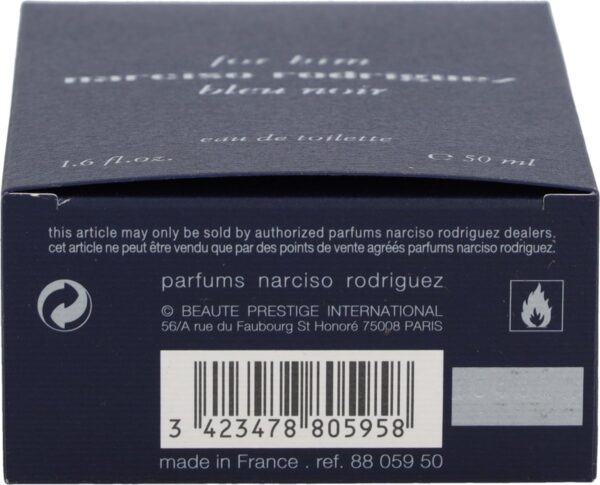 for him
narciso rodriguez
bleu noir
eau de toilette
1.6 fl.oz. ℮ 50 ml
this article may only be sold by authorized parfums narciso rodriguez dealers.
cet article ne peut être vendu que par des points de vente agréés parfums narciso rodriguez.
parfums narciso rodriguez
© BEAUTE PRESTIGE INTERNATIONAL
56/A rue du Faubourg St Honoré 75008 PARIS
3 423478 805958
made in France . ref. 88 059 50